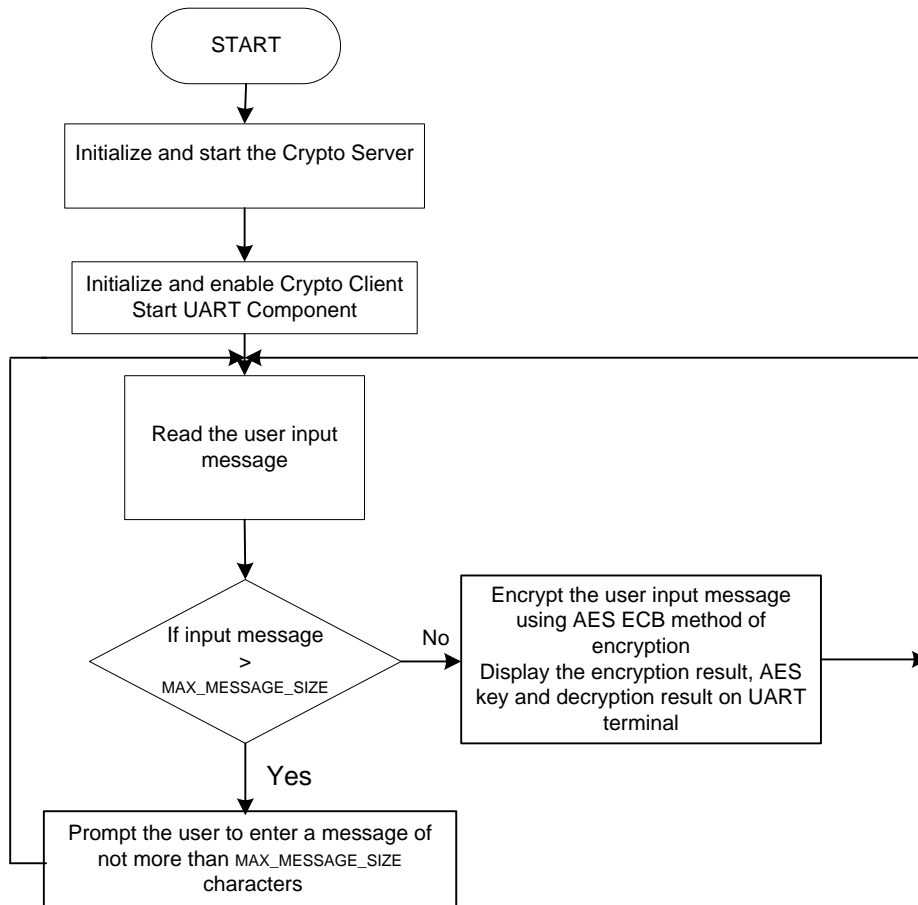 START
Initialize and start the Crypto Server
Initialize and enable Crypto Client
Start UART Component
Read the user input
message
If input message
>
MAX_MESSAGE_SIZE
No
Encrypt the user input message
using AES ECB method of
encryption
Display the encryption result, AES
key and decryption result on UART
terminal
Yes
Prompt the user to enter a message of
not more than MAX_MESSAGE_SIZE
characters